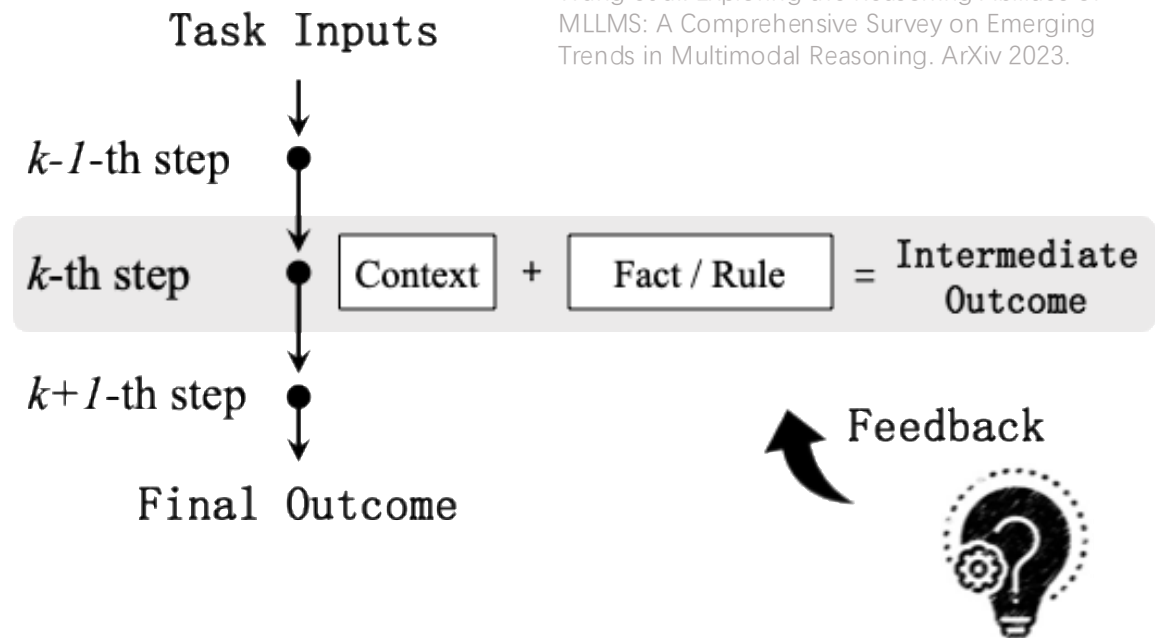 Task Inputs
MLLMS: A Comprehensive Survey on Emerging
Trends in Multimodal Reasoning. ArXiv 2023.
k-1-th step
k-th step
Context + Fact / Rule = Intermediate
Outcome
k+1-th step
Feedback
Final Outcome
?